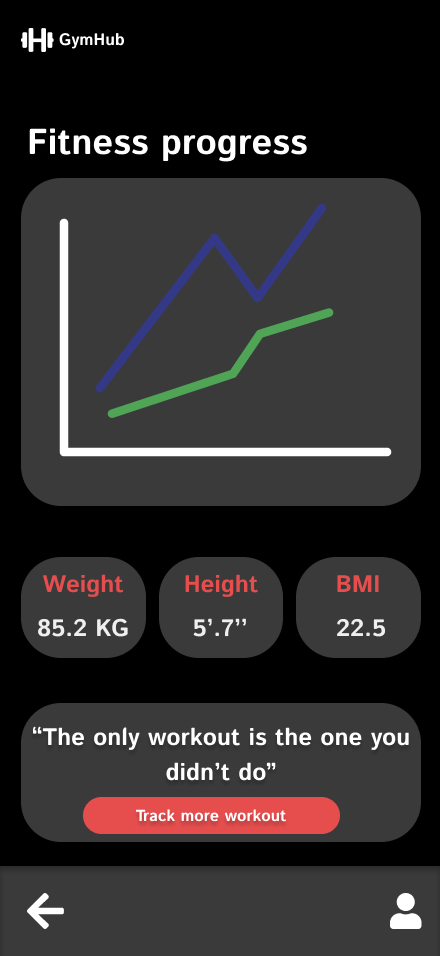 GymHub
Fitness progress
Weight
85.2 KG
Height
5’.7’’
BMI
22.5
“The only workout is the one you
didn’t do”
Track more workout